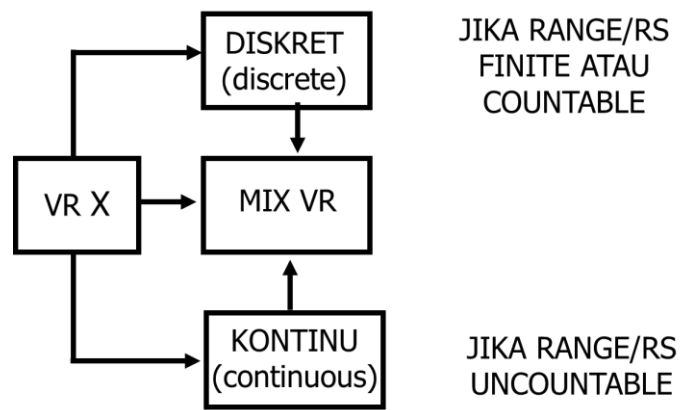 DISKRET
(discrete)
JIKA RANGE/RS
FINITE ATAU
COUNTABLE
VR X
MIX VR
KONTINU
(continuous)
JIKA RANGE/RS
UNCOUNTABLE